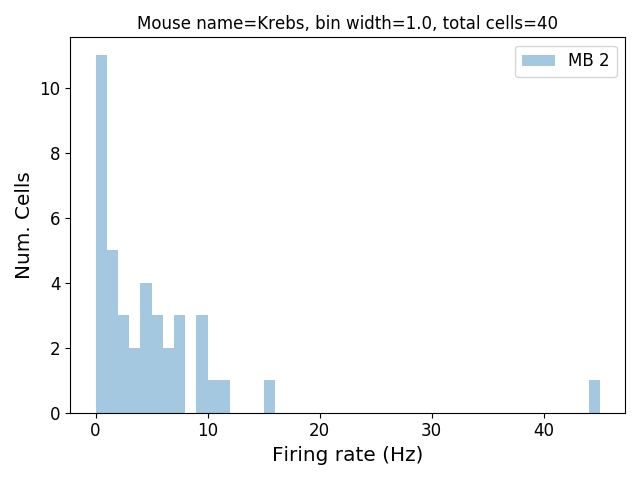 Mouse name=Krebs, bin width=1.0, total cells=40
MB 2
10
8
6
4
2
0
Num. Cells
0 10 20 30 40
Firing rate (Hz)